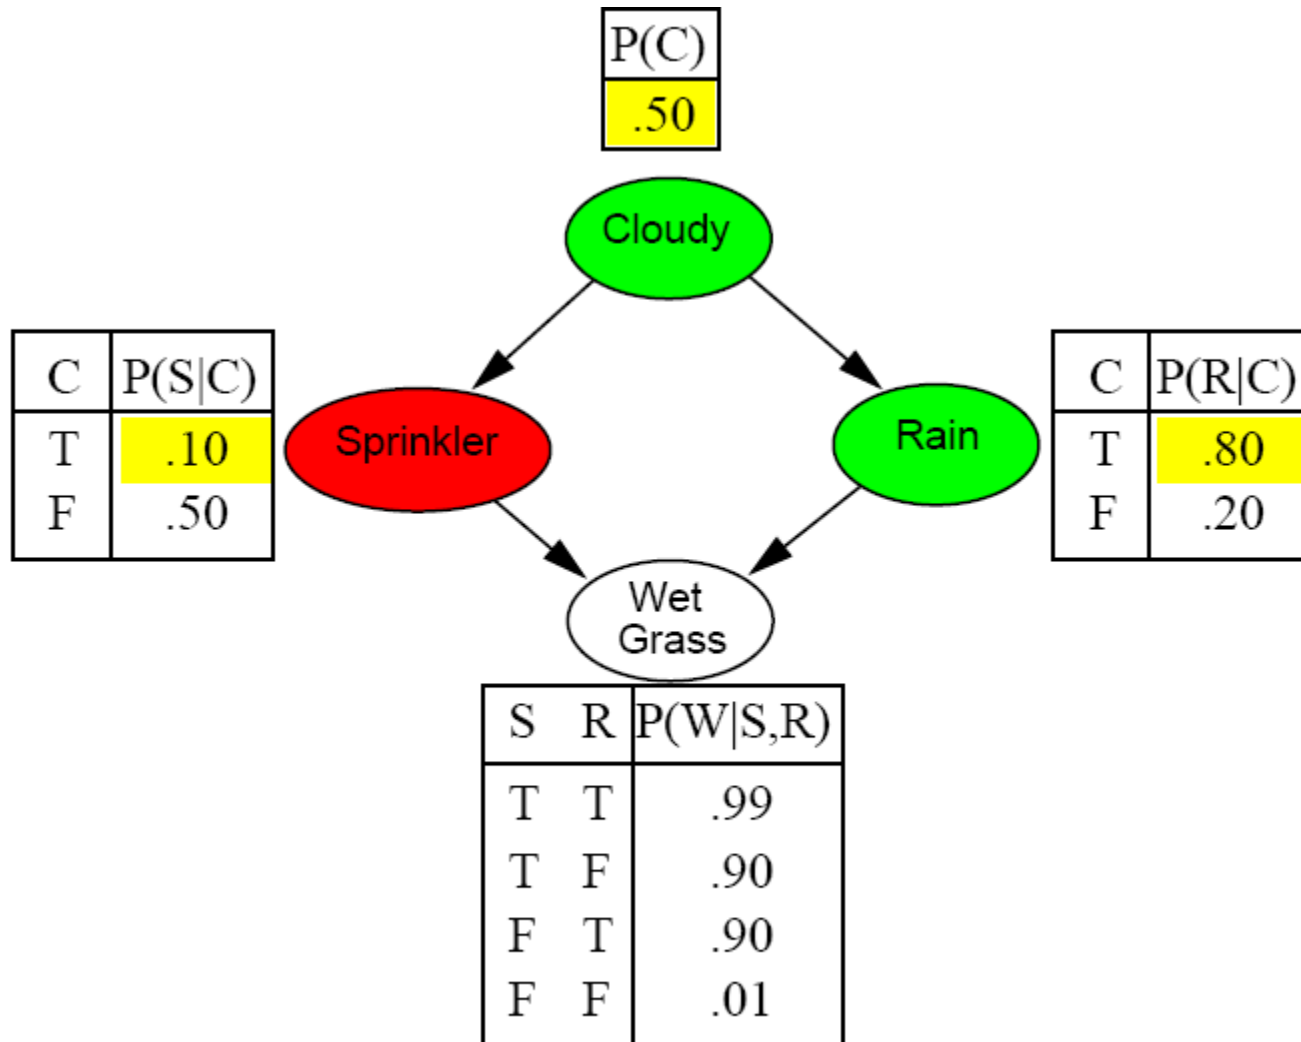 P(C)
.50
Cloudy
C P(S|C)
T .10
F .50
Sprinkler
Rain
C P(R|C)
T .80
F .20
Wet
Grass
S R P(W|S,R)
T T .99
T F .90
F T .90
F F .01